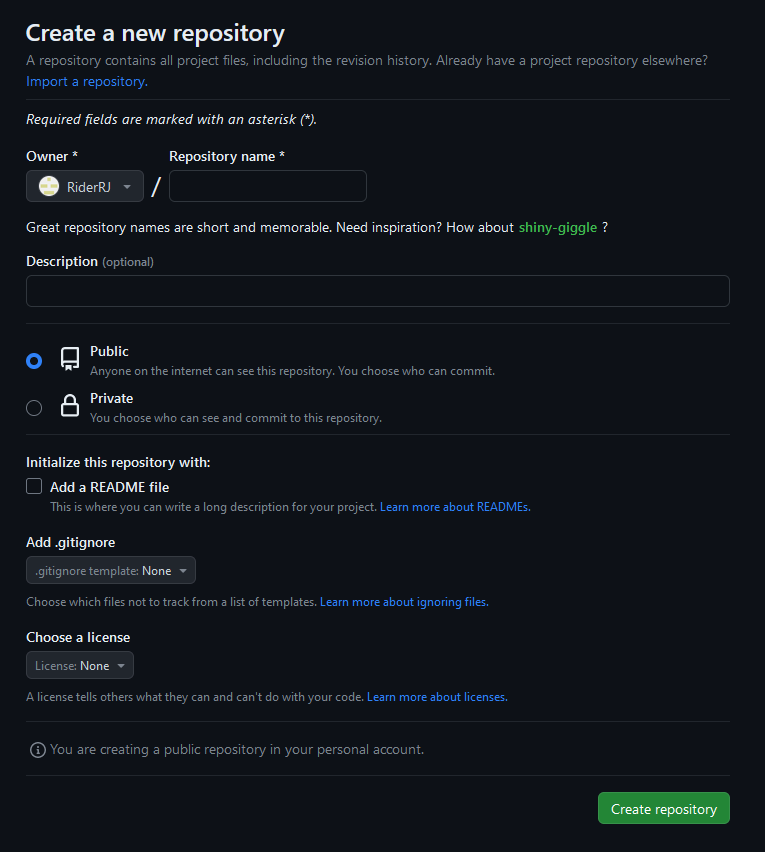 Create a new repository
A repository contains all project files, including the revision history. Already have a project repository elsewhere?
Import a repository.
Required fields are marked with an asterisk (*).
Owner * Repository name *
RiderRJ /
Great repository names are short and memorable. Need inspiration? How about shiny-giggle ?
Description (optional)
Public
Anyone on the internet can see this repository. You choose who can commit.
Private
You choose who can see and commit to this repository.
Initialize this repository with:
Add a README file
This is where you can write a long description for your project. Learn more about READMEs.
Add .gitignore
.gitignore template: None
Choose which files not to track from a list of templates. Learn more about ignoring files.
Choose a license
License: None
A license tells others what they can and can't do with your code. Learn more about licenses.
You are creating a public repository in your personal account.
Create repository